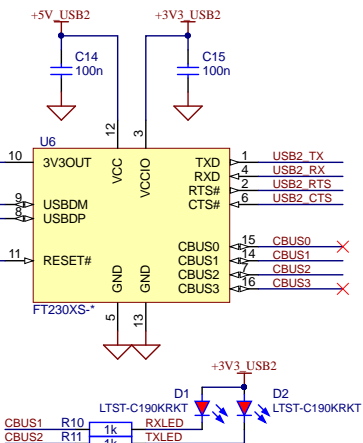 +5V_USB2 +3V3_USB2
C14 C15
100n 100n
12 3
U6
10 3V3OUT VCC VCCIO TXD 1 USB2_TX
RXD 4 USB2_RX
RTS# 2 USB2_RTS
9 USBDM CTS# 6 USB2_CTS
8 USBDP
CBUS0 15 CBUS0
11 RESET# CBUS1 14 CBUS1
CBUS2 7 CBUS2
GND GND CBUS3 16 CBUS3
FT230XS-*
5 13
+3V3_USB2
D1 D2
LTST-C190KRKT LTST-C190KRKT
CBUS1 R10 1k RXLED
CBUS2 R11 1k TXLED